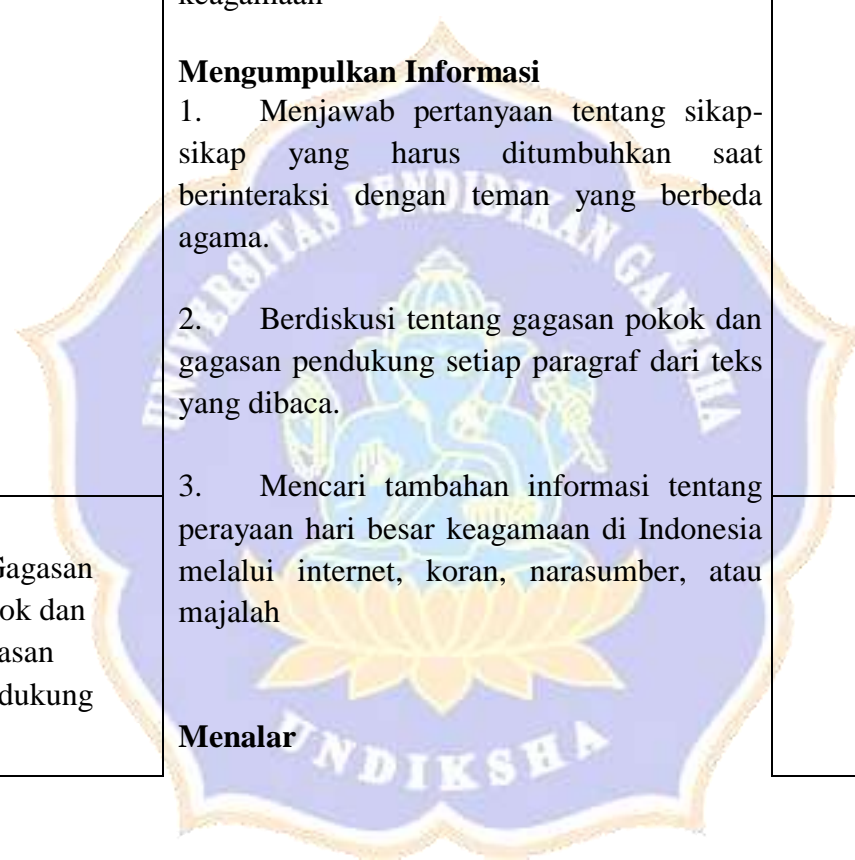 keagamaan
Mengumpulkan Informasi
1. Menjawab pertanyaan tentang sikap-
sikap yang harus ditumbuhkan saat
berinteraksi dengan teman yang berbeda
agama.
2. Berdiskusi tentang gagasan pokok dan
gagasan pendukung setiap paragraf dari teks
yang dibaca.
3. Mencari tambahan informasi tentang
perayaan hari besar keagamaan di Indonesia
melalui internet, koran, narasumber, atau
majalah
Menalar
Gagasan
ok dan
asan
dukung
UNIVERSITAS PENDIDIKAN GANESHA
UNDIKSHA